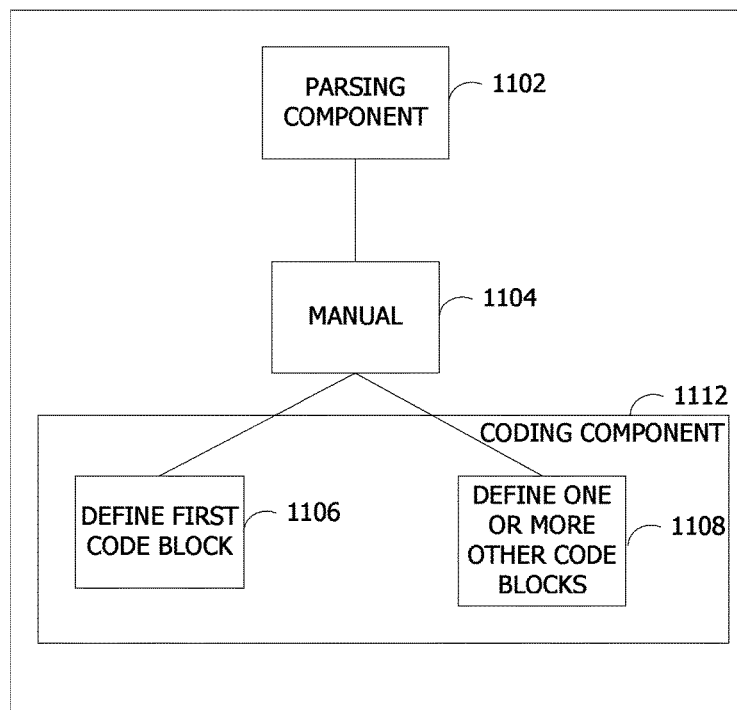 PARSING
COMPONENT
1102
MANUAL
1104
1112
CODING COMPONENT
DEFINE FIRST
CODE BLOCK
1106
DEFINE ONE
OR MORE
OTHER CODE
BLOCKS
1108